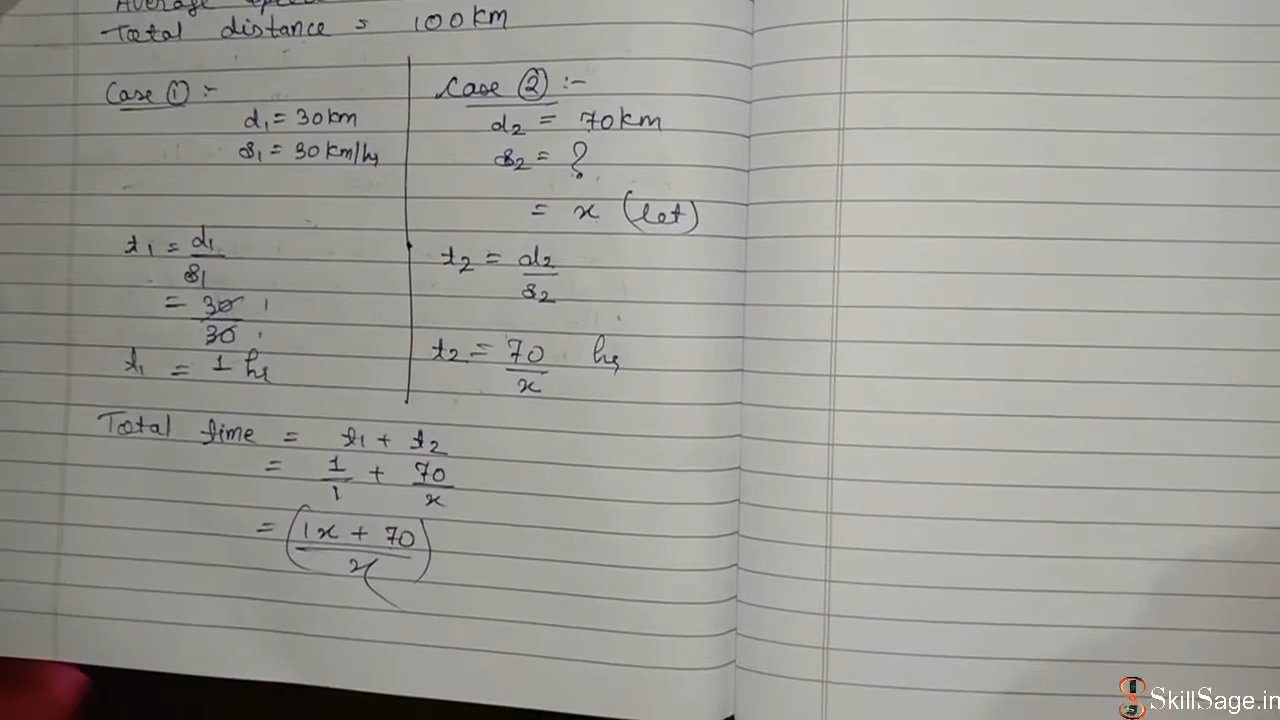 Average
Total distance = 100km
Case ① :-
d₁ = 30km
s₁ = 30km/hr
t₁ = d₁/s₁
= 30/30
t₁ = 1 hr
Case ② :-
d₂ = 70km
s₂ = ?
= x (let)
t₂ = d₂/s₂
t₂ = 70/x hr
Total time = t₁ + t₂
= 1/1 + 70/x
= (1x + 70/x)
SkillSage.in